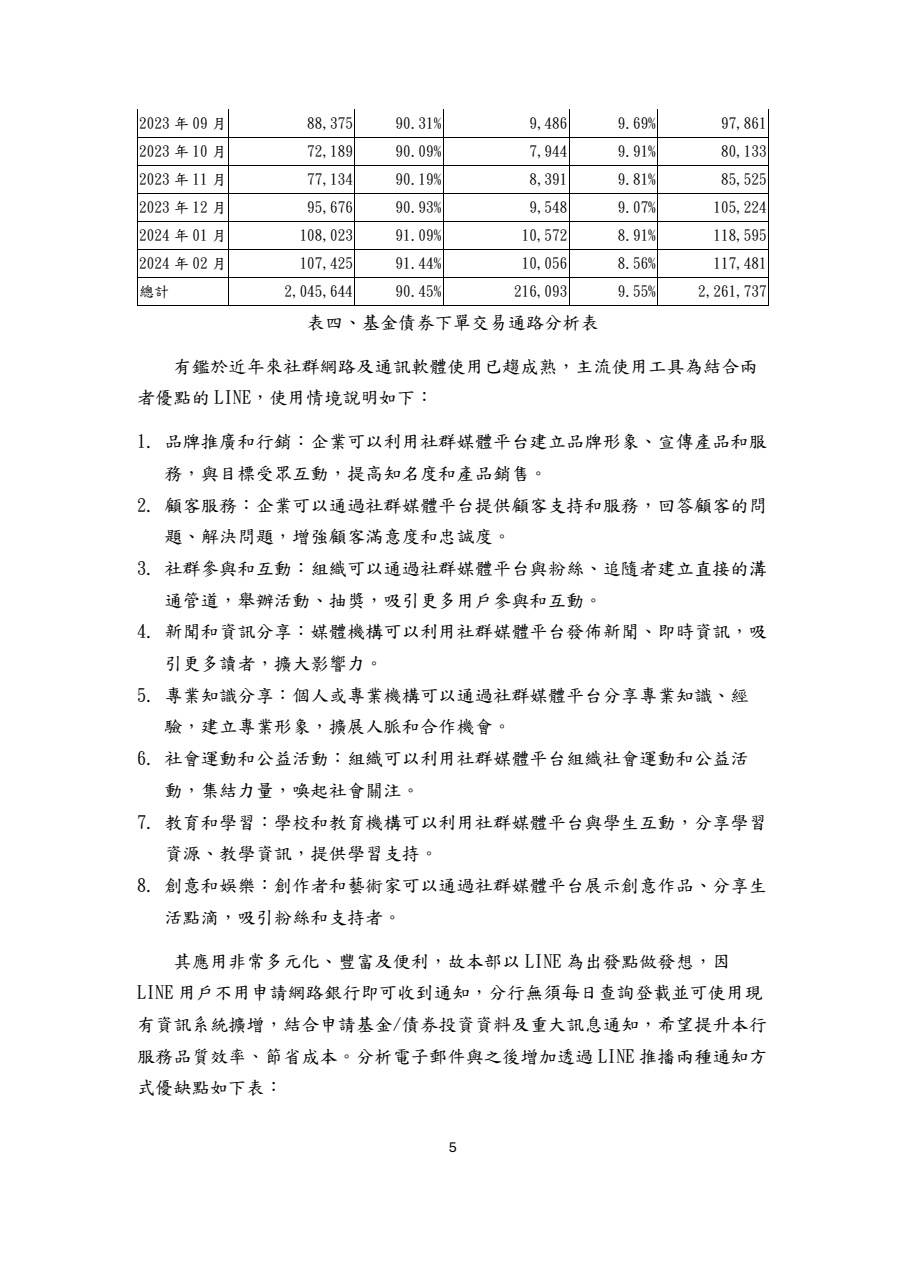 2023 年 09 月 88,375 90.31% 9,486 9.69% 97,861
2023 年 10 月 72,189 90.09% 7,944 9.91% 80,133
2023 年 11 月 77,134 90.19% 8,391 9.81% 85,525
2023 年 12 月 95,676 90.93% 9,548 9.07% 105,224
2024 年 01 月 108,023 91.09% 10,572 8.91% 118,595
2024 年 02 月 107,425 91.44% 10,056 8.56% 117,481
總計 2,045,644 90.45% 216,093 9.55% 2,261,737
表四、基金債券下單交易通路分析表
有鑑於近年來社群網路及通訊軟體使用已趨成熟，主流使用工具為結合兩
者優點的 LINE，使用情境說明如下：
1. 品牌推廣和行銷：企業可以利用社群媒體平台建立品牌形象、宣傳產品和服
務，與目標受眾互動，提高知名度和產品銷售。
2. 顧客服務：企業可以通過社群媒體平台提供顧客支持和服務，回答顧客的問
題、解決問題，增強顧客滿意度和忠誠度。
3. 社群參與和互動：組織可以通過社群媒體平台與粉絲、追隨者建立直接的溝
通管道，舉辦活動、抽獎，吸引更多用戶參與和互動。
4. 新聞和資訊分享：媒體機構可以利用社群媒體平台發佈新聞、即時資訊，吸
引更多讀者，擴大影響力。
5. 專業知識分享：個人或專業機構可以通過社群媒體平台分享專業知識、經
驗，建立專業形象，擴展人脈和合作機會。
6. 社會運動和公益活動：組織可以利用社群媒體平台組織社會運動和公益活
動，集結力量，喚起社會關注。
7. 教育和學習：學校和教育機構可以利用社群媒體平台與學生互動，分享學習
資源、教學資訊，提供學習支持。
8. 創意和娛樂：創作者和藝術家可以通過社群媒體平台展示創意作品、分享生
活點滴，吸引粉絲和支持者。
其應用非常多元化、豐富及便利，故本部以 LINE 為出發點做發想，因
LINE 用戶不用申請網路銀行即可收到通知，分行無須每日查詢登載並可使用現
有資訊系統擴增，結合申請基金/債券投資資料及重大訊息通知，希望提升本行
服務品質效率、節省成本。分析電子郵件與之後增加透過 LINE 推播兩種通知方
式優缺點如下表：
5